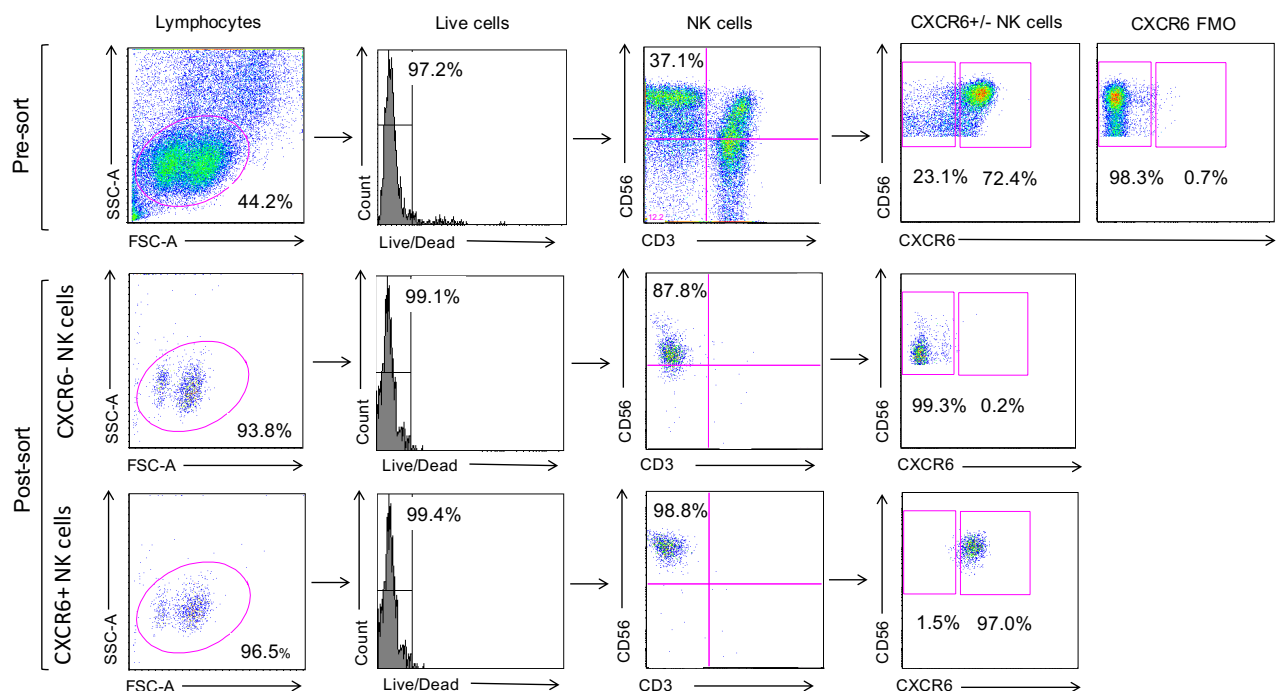 Lymphocytes
Live cells
NK cells
CXCR6+/- NK cells
CXCR6 FMO
Pre-sort
SSC-A
44.2%
FSC-A
Count
97.2%
Live/Dead
CD56
37.1%
12.2
CD3
CD56
23.1% 72.4%
98.3% 0.7%
CXCR6
Post-sort
CXCR6- NK cells
SSC-A
93.8%
FSC-A
Count
99.1%
Live/Dead
CD56
87.8%
CD3
CD56
99.3% 0.2%
CXCR6
CXCR6+ NK cells
SSC-A
96.5%
FSC-A
Count
99.4%
Live/Dead
CD56
98.8%
CD3
CD56
1.5% 97.0%
CXCR6